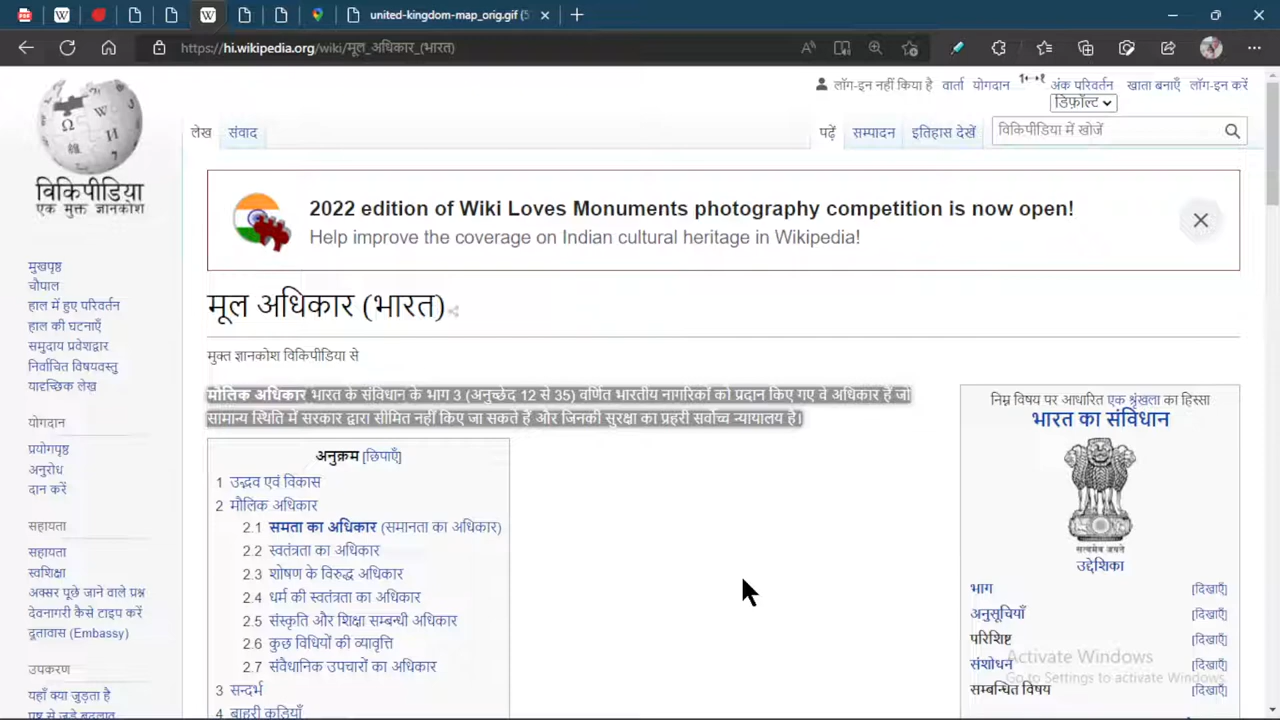 united-kingdom-map_orig.gif (5
https://hi.wikipedia.org/wiki/मूल_अधिकार_(भारत)
लॉग-इन नहीं किया है वार्ता योगदान अंक परिवर्तन खाता बनाएँ लॉग-इन करें
डिफ़ॉल्ट
लेख संवाद पढ़ें सम्पादन इतिहास देखें विकिपीडिया में खोजें
विकिपीडिया
एक मुक्त ज्ञानकोश
2022 edition of Wiki Loves Monuments photography competition is now open!
Help improve the coverage on Indian cultural heritage in Wikipedia!
मुखपृष्ठ
चौपाल
हाल में हुए परिवर्तन
हाल की घटनाएँ
समुदाय प्रवेशद्वार
निर्वाचित विषयवस्तु
यादृच्छिक लेख
योगदान
प्रयोगपृष्ठ
अनुरोध
दान करें
सहायता
सहायता
स्वशिक्षा
अक्सर पूछे जाने वाले प्रश्न
देवनागरी कैसे टाइप करें
दूतावास (Embassy)
उपकरण
यहाँ क्या जुड़ता है
पृष्ठ से जुड़े बदलाव
मूल अधिकार (भारत)
मुक्त ज्ञानकोश विकिपीडिया से
मौलिक अधिकार भारत के संविधान के भाग 3 (अनुच्छेद 12 से 35) वर्णित भारतीय नागरिकों को प्रदान किए गए वे अधिकार हैं जो
सामान्य स्थिति में सरकार द्वारा सीमित नहीं किए जा सकते हैं और जिनकी सुरक्षा का प्रहरी सर्वोच्च न्यायालय है।
अनुक्रम [छिपाएँ]
1 उद्भव एवं विकास
2 मौलिक अधिकार
2.1 समता का अधिकार (समानता का अधिकार)
2.2 स्वतंत्रता का अधिकार
2.3 शोषण के विरुद्ध अधिकार
2.4 धर्म की स्वतंत्रता का अधिकार
2.5 संस्कृति और शिक्षा सम्बन्धी अधिकार
2.6 कुछ विधियों की व्यावृत्ति
2.7 संवैधानिक उपचारों का अधिकार
3 सन्दर्भ
4 बाहरी कड़ियाँ
निम्न विषय पर आधारित एक श्रृंखला का हिस्सा
भारत का संविधान
सत्यमेव जयते
उद्देशिका
भाग [दिखाएँ]
अनुसूचियाँ [दिखाएँ]
परिशिष्ट [दिखाएँ]
संशोधन [दिखाएँ]
सम्बन्धित विषय [दिखाएँ]
Activate Windows
Go to Settings to activate Windows.